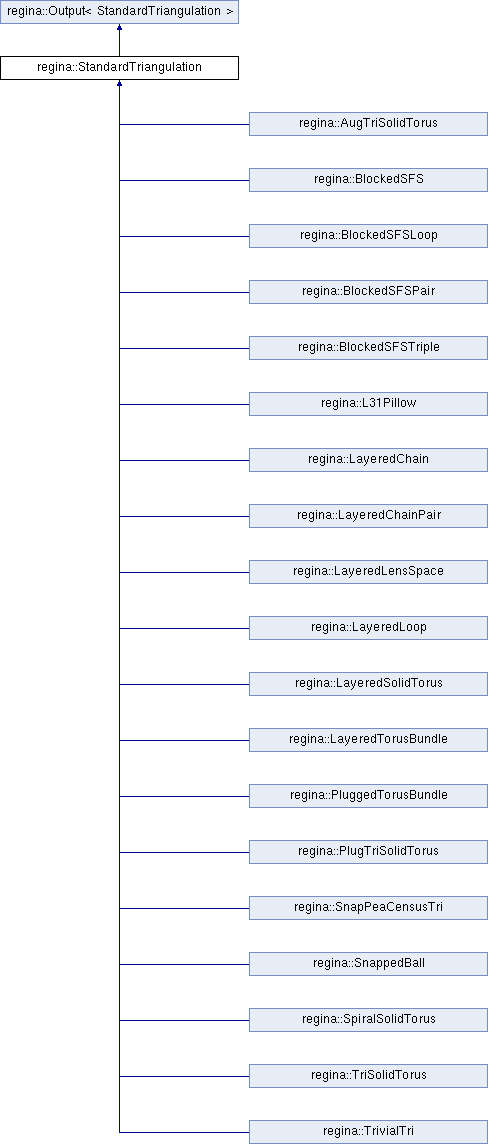 regina::Output< StandardTriangulation >
regina::StandardTriangulation
regina::AugTriSolidTorus
regina::BlockedSFS
regina::BlockedSFSLoop
regina::BlockedSFSPair
regina::BlockedSFSTriple
regina::L31Pillow
regina::LayeredChain
regina::LayeredChainPair
regina::LayeredLensSpace
regina::LayeredLoop
regina::LayeredSolidTorus
regina::LayeredTorusBundle
regina::PluggedTorusBundle
regina::PlugTriSolidTorus
regina::SnapPeaCensusTri
regina::SnappedBall
regina::SpiralSolidTorus
regina::TriSolidTorus
regina::TrivialTri